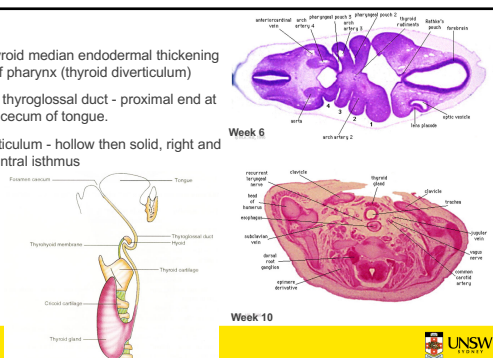 yroid median endodermal thickening
f pharynx (thyroid diverticulum)
thyroglossal duct - proximal end at
cecum of tongue.
ticulum - hollow then solid, right and
ntral isthmus
Foramen caecum
Tongue
Thyroglossal duct
Hyoid
Thyrohyoid membrane
Thyroid cartilage
Cricoid cartilage
Thyroid gland
anterior cardinal
vein
arch
artery 4
pharyngeal pouch 3
arch
artery 3
pharyngeal pouch 2
thyroid
rudiments
Rathke's
pouch
forebrain
4
3
2
1
aorta
arch
artery 2
lens placode
optic vesicle
Week 6
recurrent
laryngeal
nerve
clavicle
thyroid
gland
clavicle
trachea
head
of
humerus
esophagus
subclavian
vein
jugular
vein
vagus
nerve
dorsal
root
ganglion
common
carotid
artery
epimere
derivative
Week 10
UNSW
SYDNEY